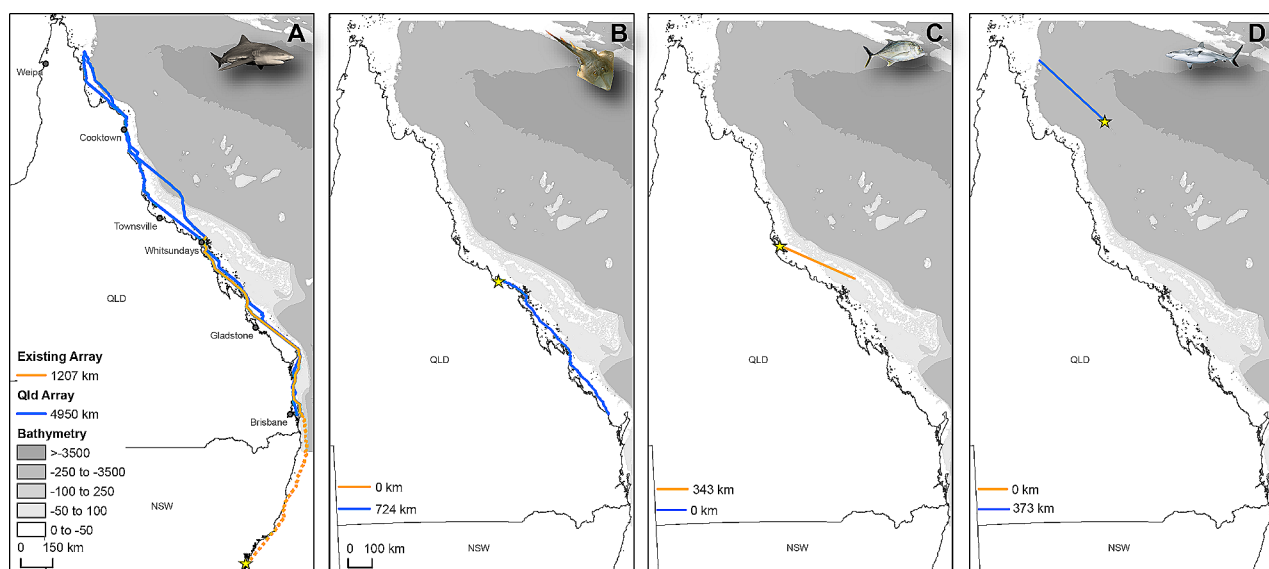 A
Weipa
Cooktown
Townsville
Whitsundays
QLD
Gladstone
Existing Array
1207 km
Qld Array
4950 km
Brisbane
Bathymetry
>-3500
-250 to -3500
-100 to 250
-50 to 100
0 to -50
NSW
0 150 km
B
QLD
0 km
724 km
NSW
0 100 km
C
QLD
343 km
0 km
NSW
D
QLD
0 km
373 km
NSW